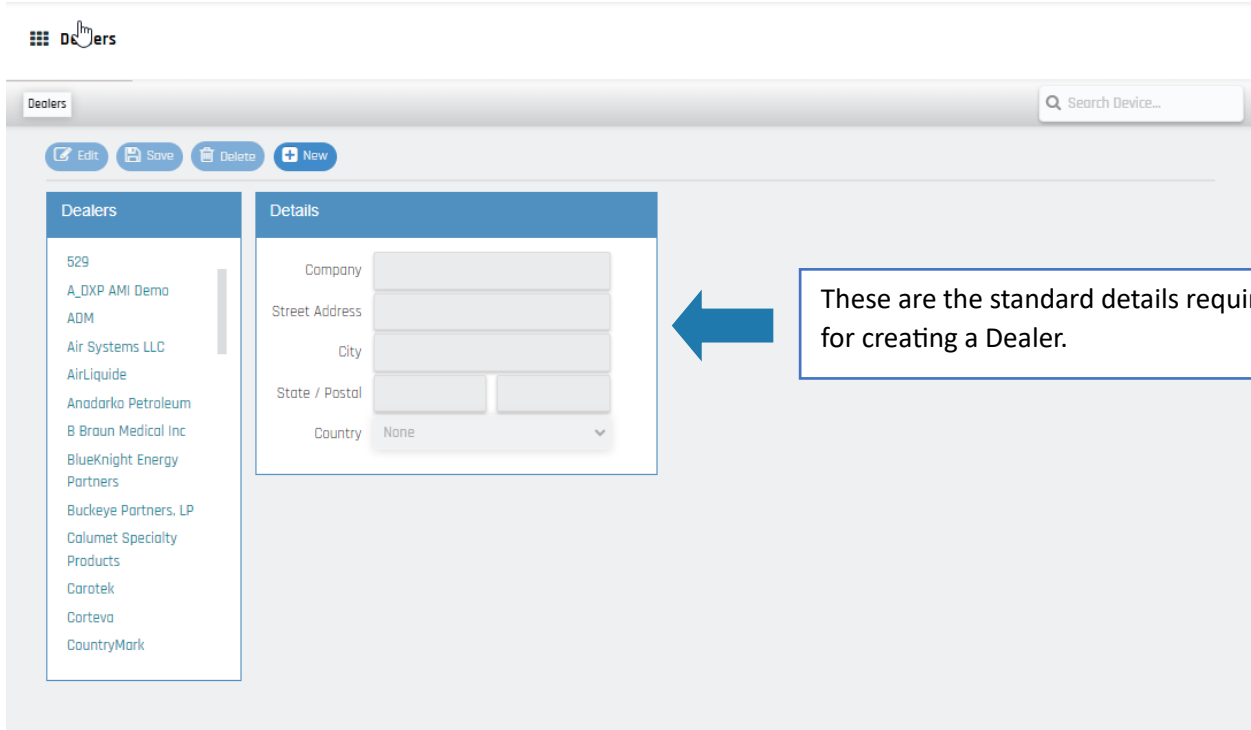 Dealers
Search Device...
Edit Save Delete New
Dealers
529
A_DXP AMI Demo
ADM
Air Systems LLC
AirLiquide
Anadarko Petroleum
B Braun Medical Inc
BlueKnight Energy
Partners
Buckeye Partners, LP
Calumet Specialty
Products
Carotek
Corteva
CountryMark
Details
Company
Street Address
City
State / Postal
Country None
These are the standard details
for creating a Dealer.